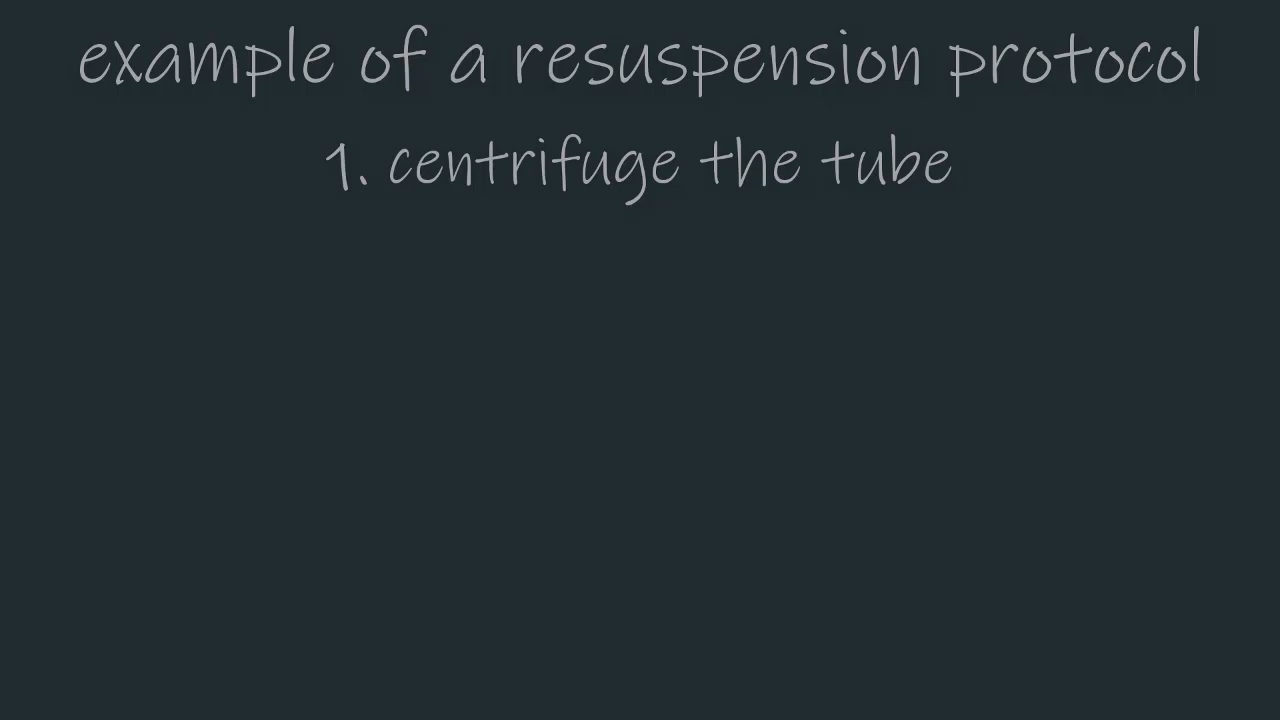 example of a resuspension protocol
1. centrifuge the tube